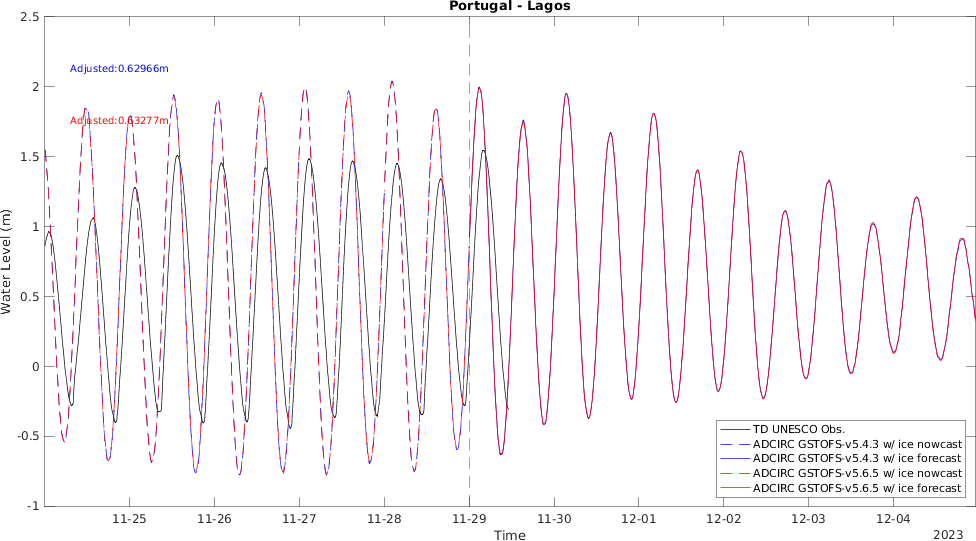 Portugal - Lagos
2.5
2
1.5
1
0.5
0
-0.5
-1
Water Level (m)
Adjusted:0.62966m
Adjusted:0.63277m
TD UNESCO Obs.
ADCIRC GSTOFS-v5.4.3 w/ ice nowcast
ADCIRC GSTOFS-v5.4.3 w/ ice forecast
ADCIRC GSTOFS-v5.6.5 w/ ice nowcast
ADCIRC GSTOFS-v5.6.5 w/ ice forecast
11-25 11-26 11-27 11-28 11-29 11-30 12-01 12-02 12-03 12-04
Time
2023